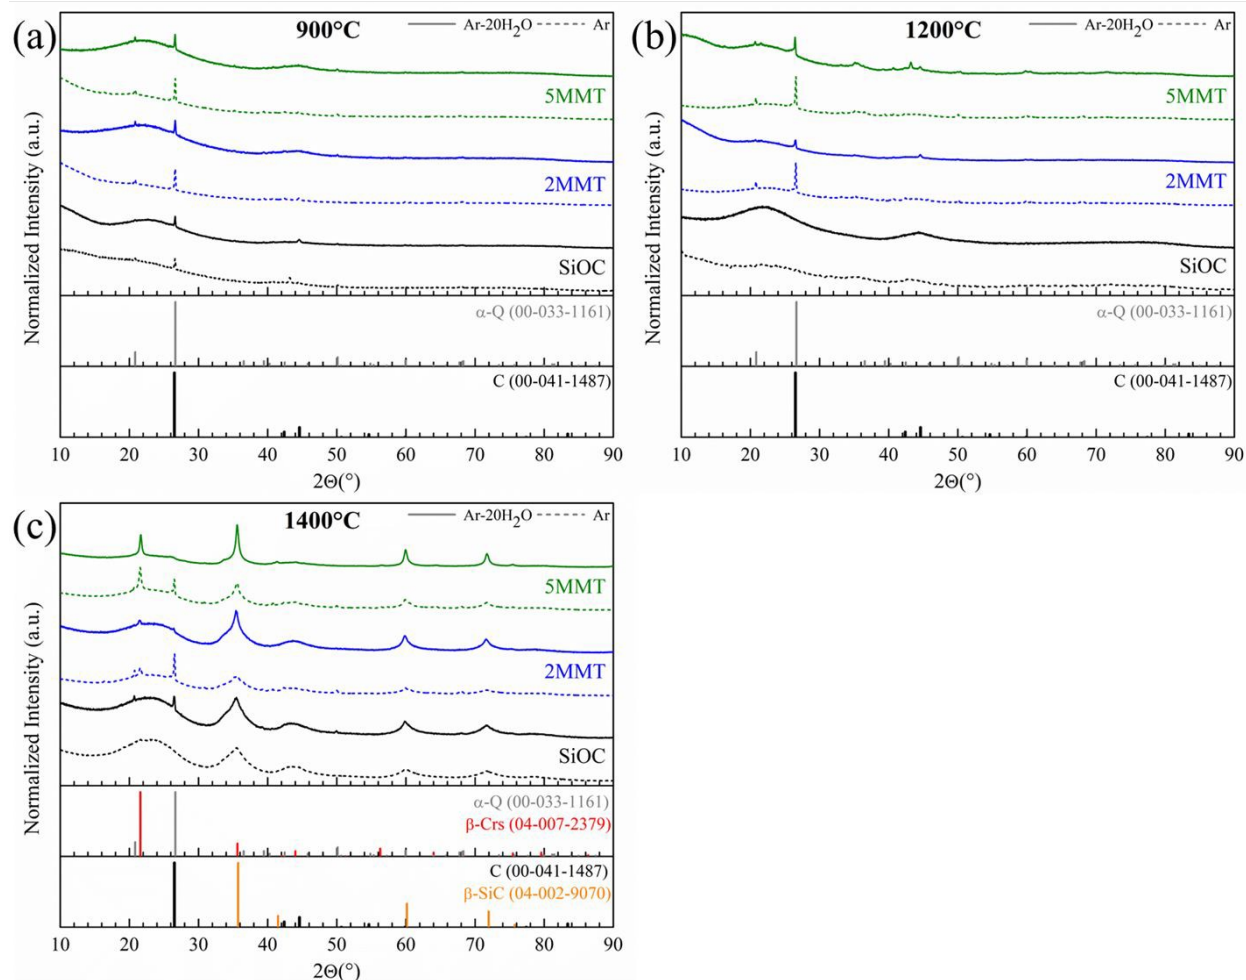 (a)
900°C
Ar-20H2O
Ar
5MMT
2MMT
SiOC
Normalized Intensity (a.u.)
α-Q (00-033-1161)
C (00-041-1487)
10 20 30 40 50 60 70 80 90
2Θ(°)
(b)
1200°C
Ar-20H2O
Ar
5MMT
2MMT
SiOC
Normalized Intensity (a.u.)
α-Q (00-033-1161)
C (00-041-1487)
10 20 30 40 50 60 70 80 90
2Θ(°)
(c)
1400°C
Ar-20H2O
Ar
5MMT
2MMT
SiOC
Normalized Intensity (a.u.)
α-Q (00-033-1161)
β-Crs (04-007-2379)
C (00-041-1487)
β-SiC (04-002-9070)
10 20 30 40 50 60 70 80 90
2Θ(°)